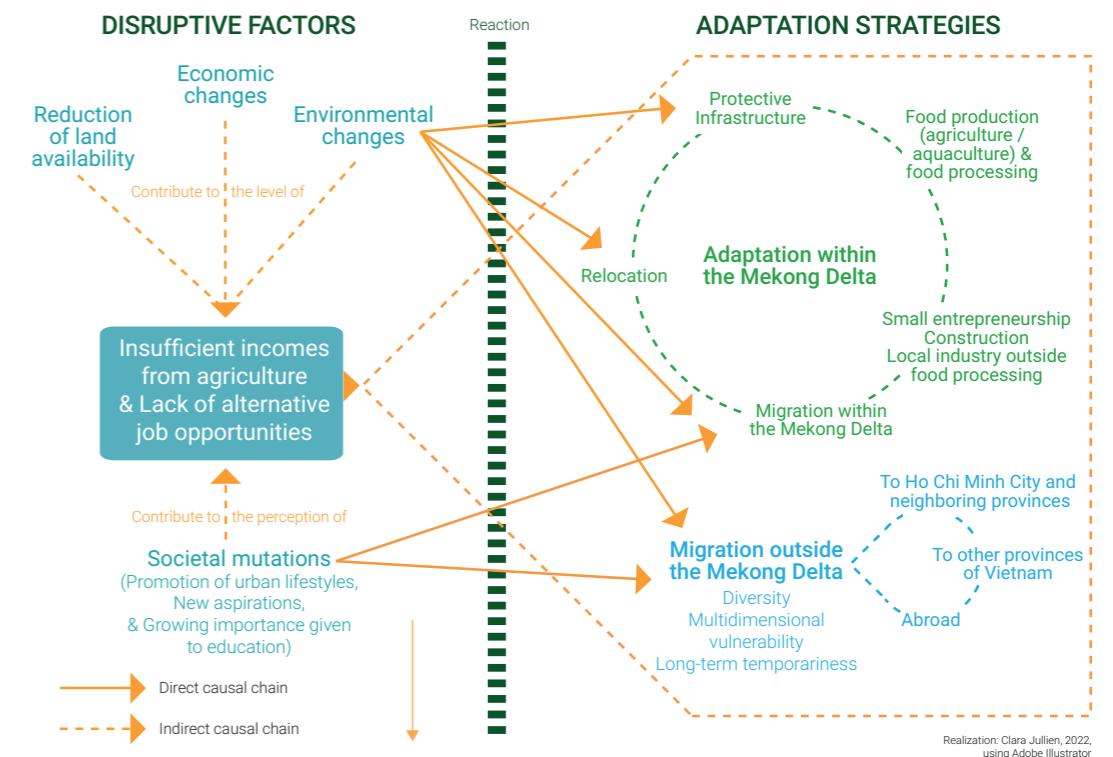 DISRUPTIVE FACTORS
Reaction
ADAPTATION STRATEGIES
Economic
changes
Reduction
of land
availability
Environmental
changes
Contribute to the level of
Insufficient incomes
from agriculture
& Lack of alternative
job opportunities
Contribute to the perception of
Societal mutations
(Promotion of urban lifestyles,
New aspirations,
& Growing importance given
to education)
Direct causal chain
Indirect causal chain
Protective
Infrastructure
Food production
(agriculture /
aquaculture) &
food processing
Adaptation within
the Mekong Delta
Relocation
Small entrepreneurship
Construction
Local industry outside
food processing
Migration within
the Mekong Delta
To Ho Chi Minh City and
neighboring provinces
Migration outside
the Mekong Delta
To other provinces
of Vietnam
Diversity
Multidimensional
vulnerability
Long-term temporariness
Abroad
Realization: Clara Jullien, 2022,
using Adobe Illustrator